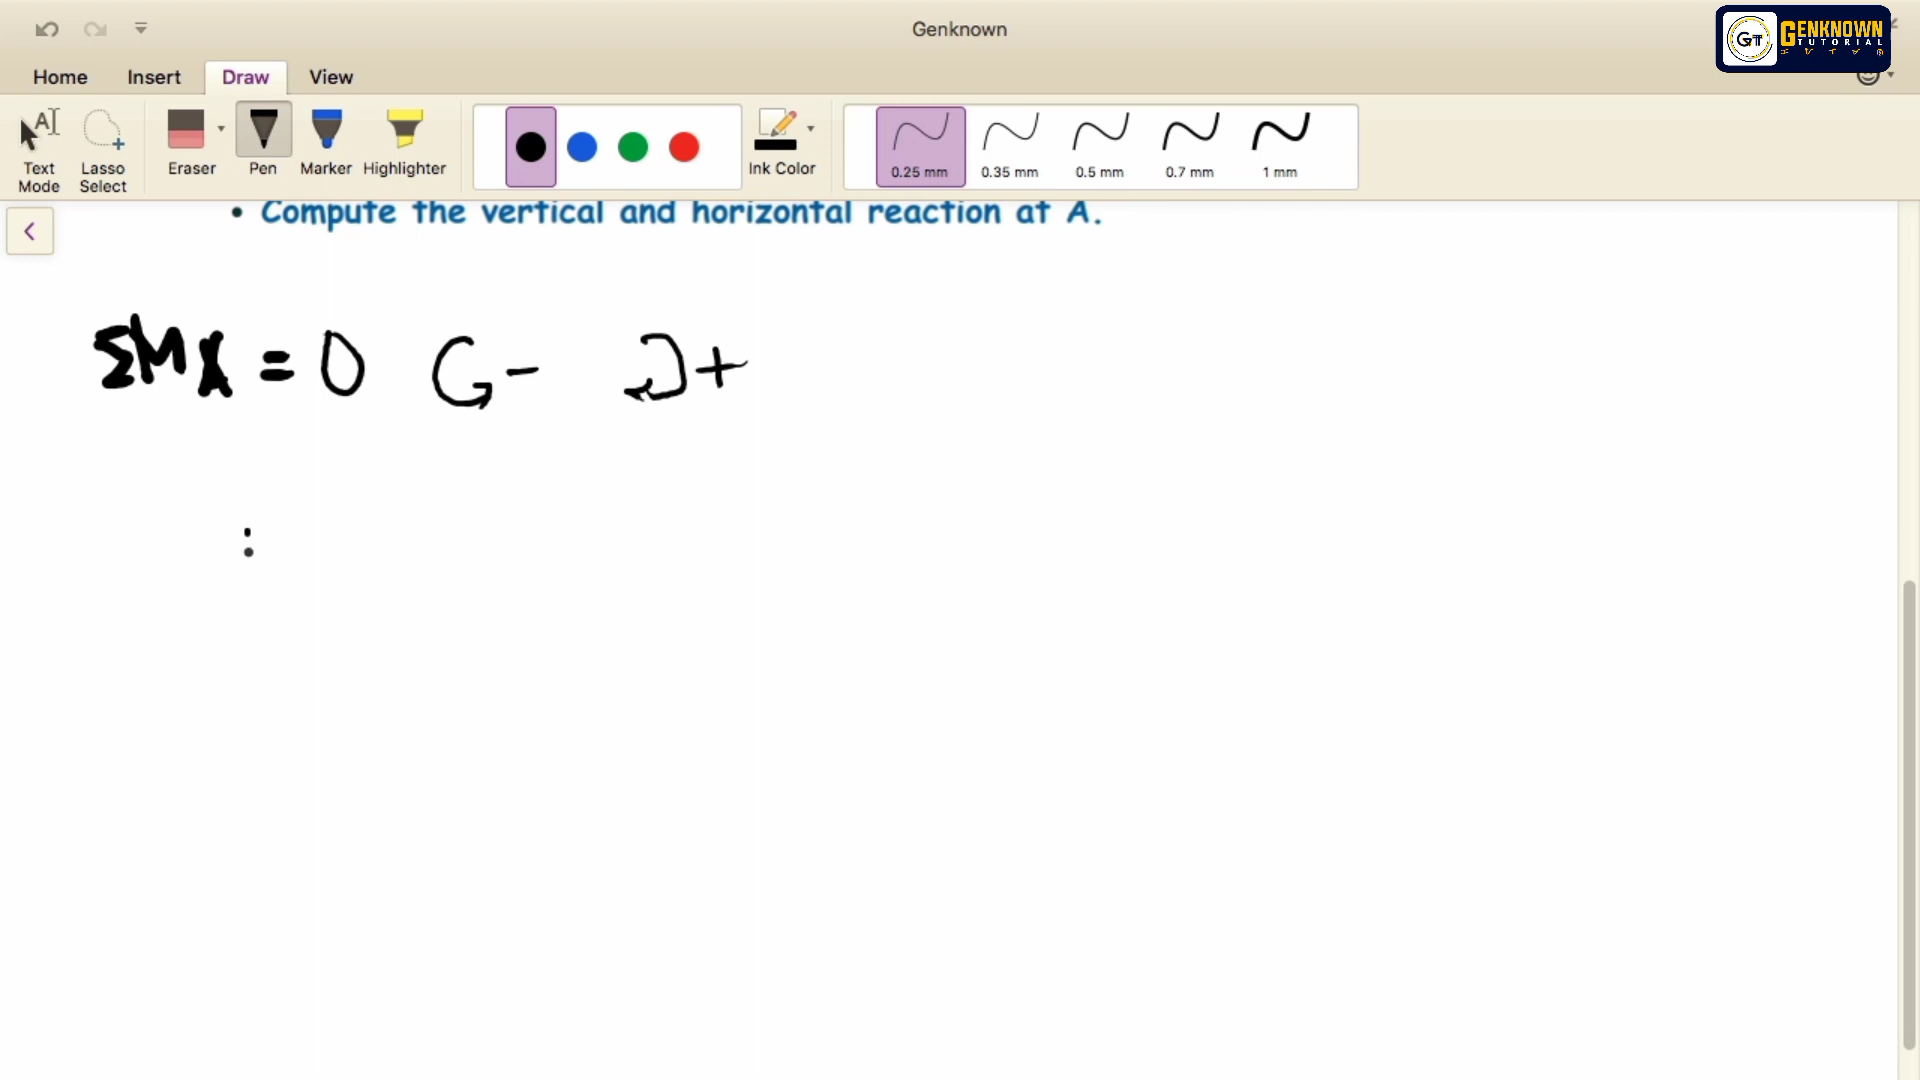 Genknown
GT GENKNOWN
TUTORIAL
Home Insert Draw View
Text Mode
Lasso Select
Eraser
Pen
Marker
Highlighter
Ink Color
0.25 mm
0.35 mm
0.5 mm
0.7 mm
1 mm
• Compute the vertical and horizontal reaction at A.
ΣMA = 0 ↺- ↻+
: